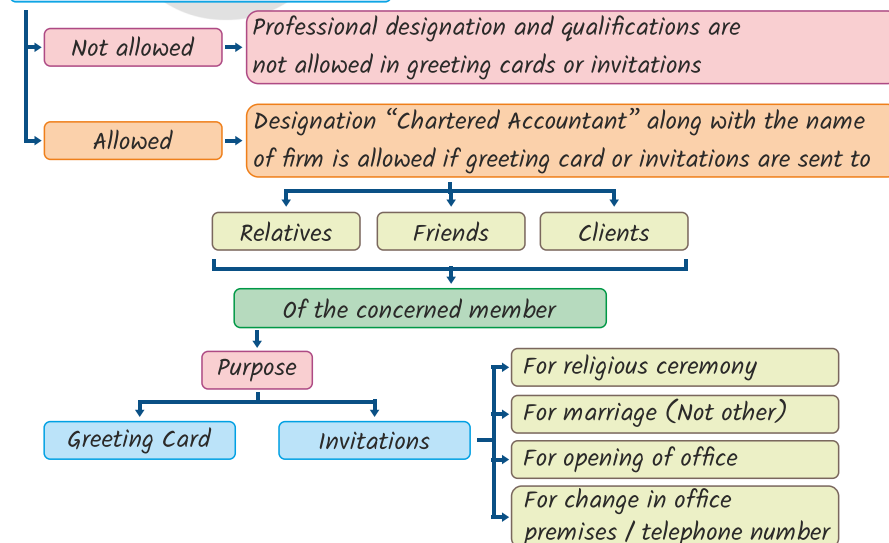 Not allowed
Professional designation and qualifications are
not allowed in greeting cards or invitations
Allowed
Designation “Chartered Accountant” along with the name
of firm is allowed if greeting card or invitations are sent to
Relatives
Friends
Clients
Of the concerned member
Purpose
Greeting Card
Invitations
For religious ceremony
For marriage (Not other)
For opening of office
For change in office
premises / telephone number